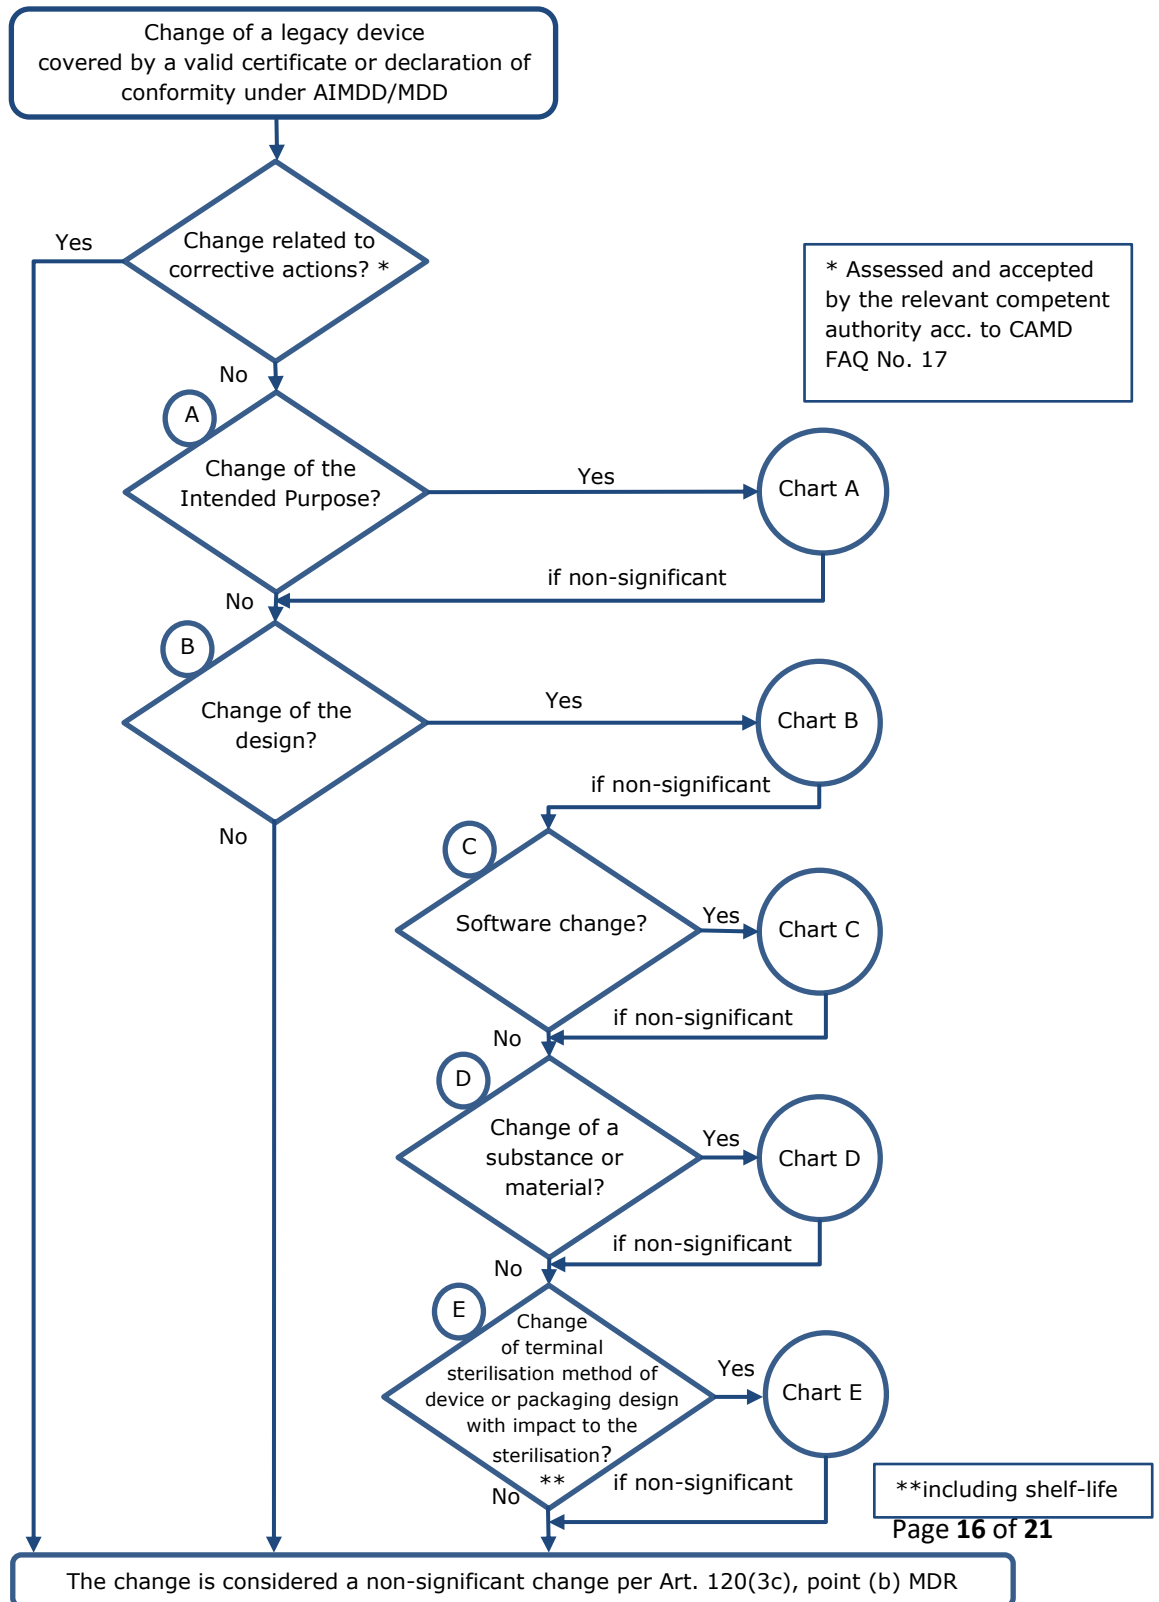 Change of a legacy device
covered by a valid certificate or declaration of
conformity under AIMDD/MDD
Yes
Change related to
corrective actions? *
* Assessed and accepted
by the relevant competent
authority acc. to CAMD
FAQ No. 17
No
A
Change of the
Intended Purpose?
Yes
Chart A
if non-significant
No
B
Change of the
design?
Yes
Chart B
if non-significant
No
C
Software change?
Yes
Chart C
if non-significant
No
D
Change of a
substance or
material?
Yes
Chart D
if non-significant
No
E
Change
of terminal
sterilisation method of
device or packaging design
with impact to the
sterilisation?
**
Yes
Chart E
if non-significant
No
**including shelf-life
Page 16 of 21
The change is considered a non-significant change per Art. 120(3c), point (b) MDR